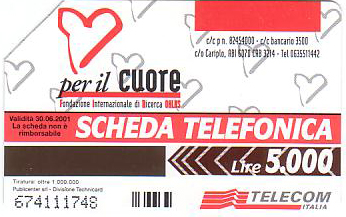 c/c p n. 82454000 - c/c bancario 3500
c/o Cariplo, ABI 6070 CAB 3214 - Tel 0635511442
per il cuore
Fondazione Internazionale di Ricerca ONLUS
Validità 30.06.2001
La scheda non è
rimborsabile
SCHEDA TELEFONICA
Lire 5.000
Tiratura: oltre 1.000.000
Publicenter srl - Divisione Technicard
674111748
TELECOM
ITALIA